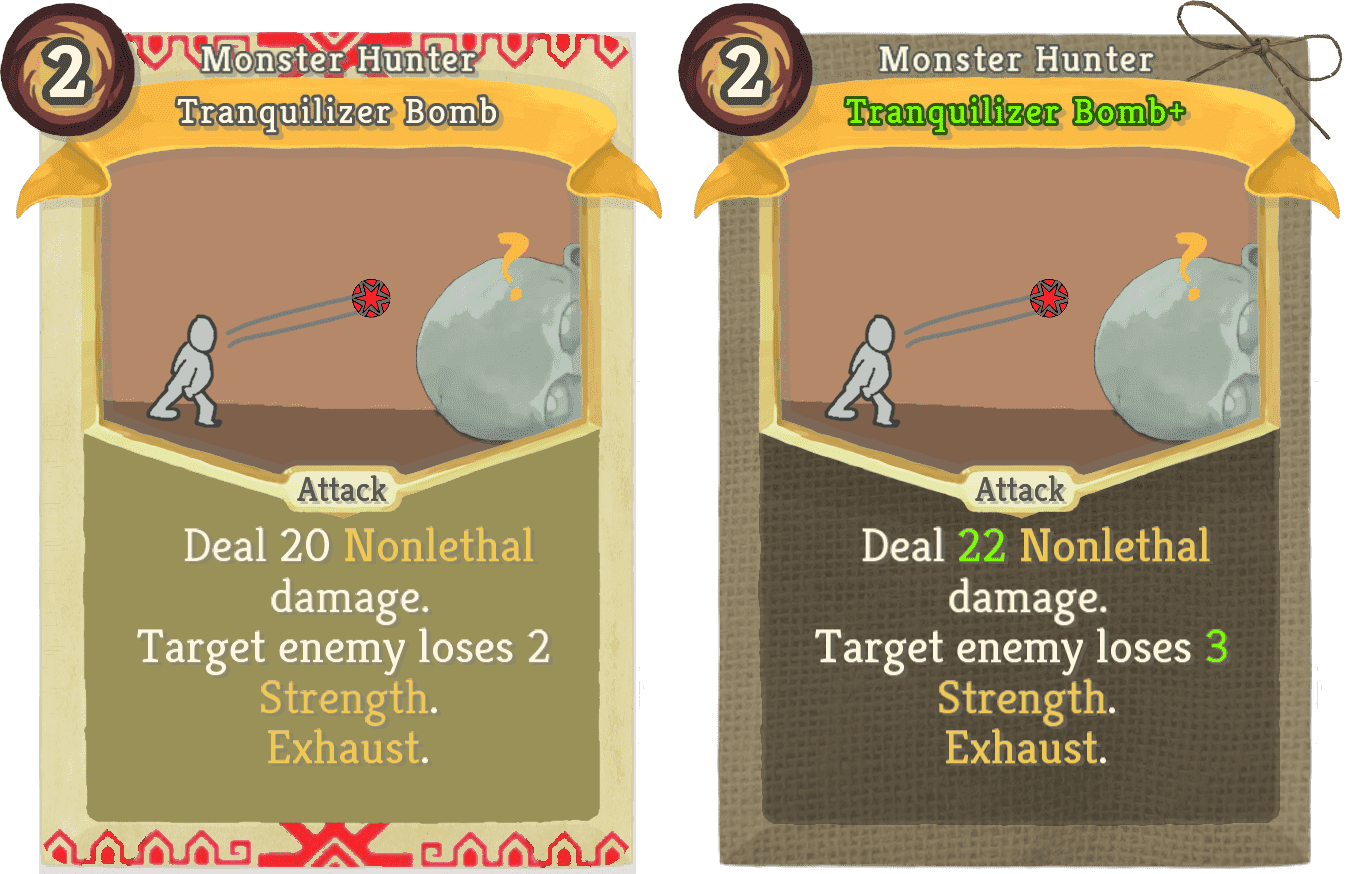 2
Monster Hunter
Tranquilizer Bomb
?
Attack
Deal 20 Nonlethal
damage.
Target enemy loses 2
Strength.
Exhaust.
2
Monster Hunter
Tranquilizer Bomb+
?
Attack
Deal 22 Nonlethal
damage.
Target enemy loses 3
Strength.
Exhaust.